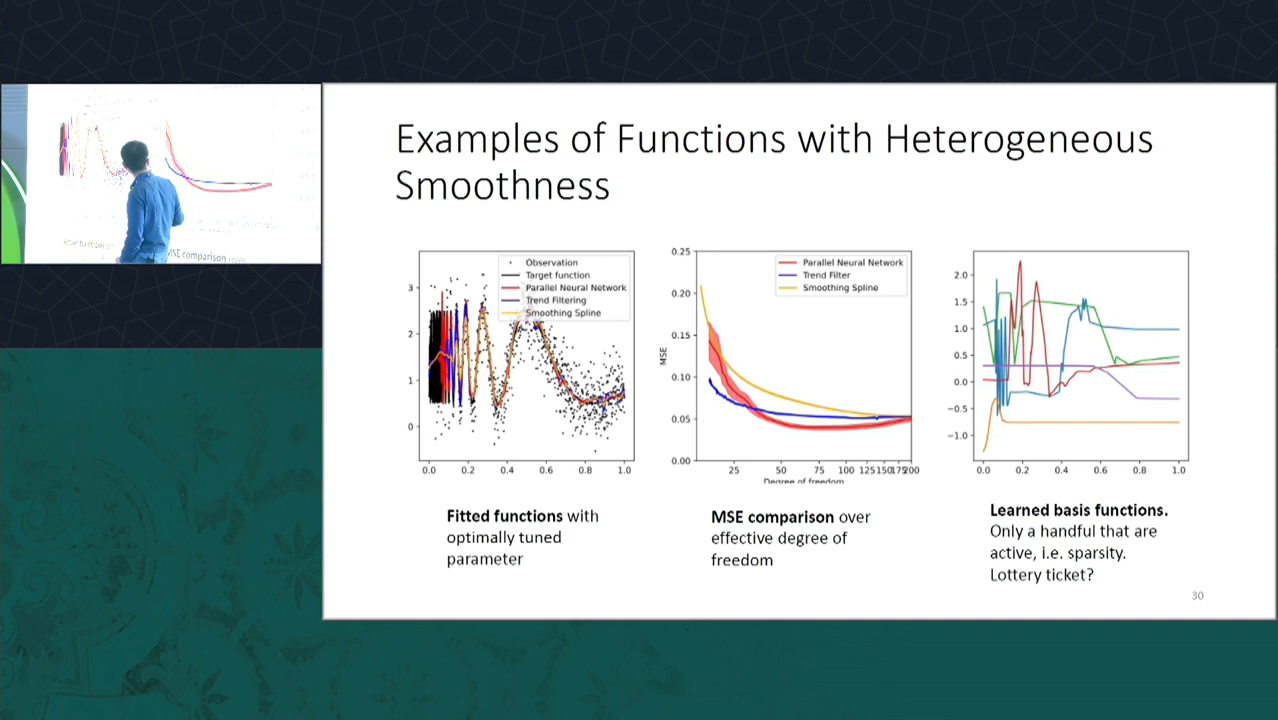 Examples of Functions with Heterogeneous
Smoothness
Observation
Target function
Parallel Neural Network
Trend Filtering
Smoothing Spline
3
2
1
0
0.0 0.2 0.4 0.6 0.8 1.0
Fitted functions with
optimally tuned
parameter
Parallel Neural Network
Trend Filter
Smoothing Spline
MSE
0.25
0.20
0.15
0.10
0.05
0.00
25 50 75 100 125 150 175 200
Degree of freedom
MSE comparison over
effective degree of
freedom
2.0
1.5
1.0
0.5
0.0
−0.5
−1.0
0.0 0.2 0.4 0.6 0.8 1.0
Learned basis functions.
Only a handful that are
active, i.e. sparsity.
Lottery ticket?
30
MSE comparison